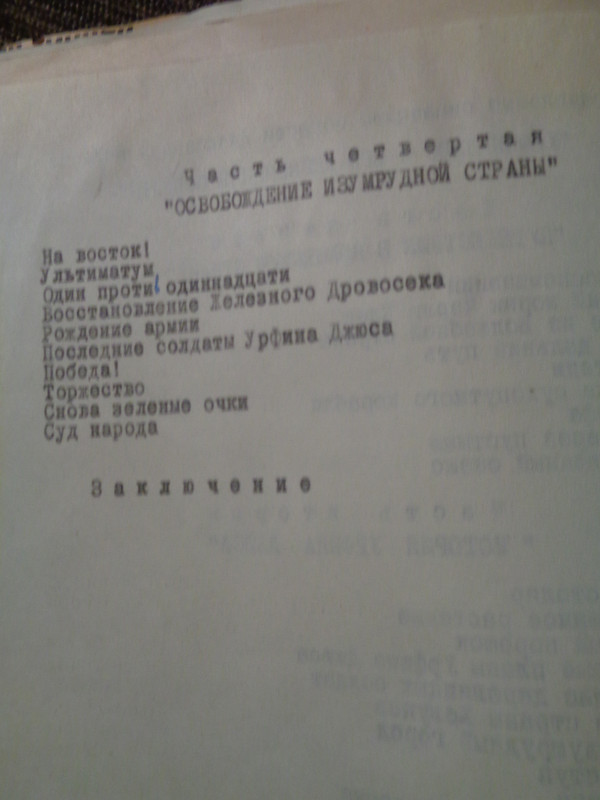 Часть четвертая
"ОСВОБОЖДЕНИЕ ИЗУМРУДНОЙ СТРАНЫ"
На восток!
Ультиматум
Один проти одиннадцати
Восстановление Железного Дровосека
Рождение армии
Последние солдаты Урфина Джюса
Победа!
Торжество
Снова зеленые очки
Суд народа
Заключение